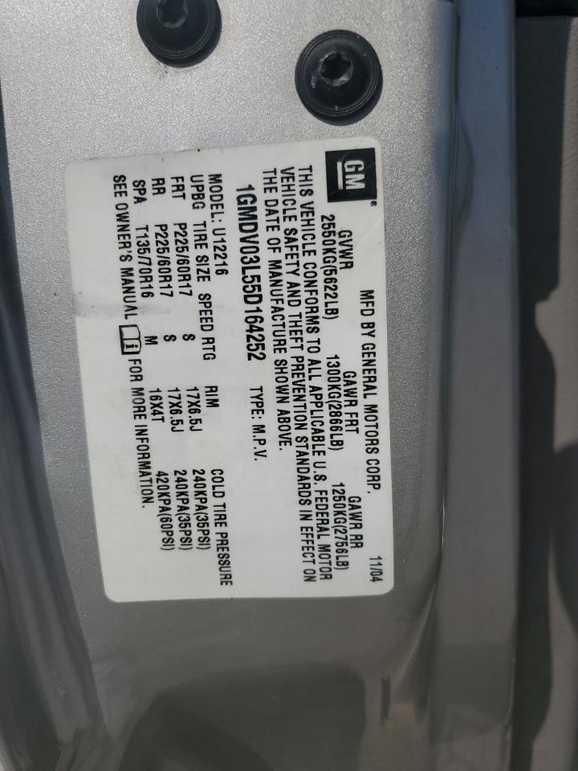 GM® MFD BY GENERAL MOTORS CORP. 11/04
GVWR GAWR FRT GAWR RR
2550KG(5622LB) 1300KG(2866LB) 1250KG(2756LB)
THIS VEHICLE CONFORMS TO ALL APPLICABLE U.S. FEDERAL MOTOR
VEHICLE SAFETY AND THEFT PREVENTION STANDARDS IN EFFECT ON
THE DATE OF MANUFACTURE SHOWN ABOVE.
1GMDV03L55D164252 TYPE: M.P.V.
MODEL: U12216
UPBG TIRE SIZE SPEED RTG RIM COLD TIRE PRESSURE
FRT P225/60R17 S 17X6.5J 240KPA(35PSI)
RR P225/60R17 S 17X6.5J 240KPA(35PSI)
SPA T135/70R16 M 16X4T 420KPA(60PSI)
SEE OWNER'S MANUAL FOR MORE INFORMATION.